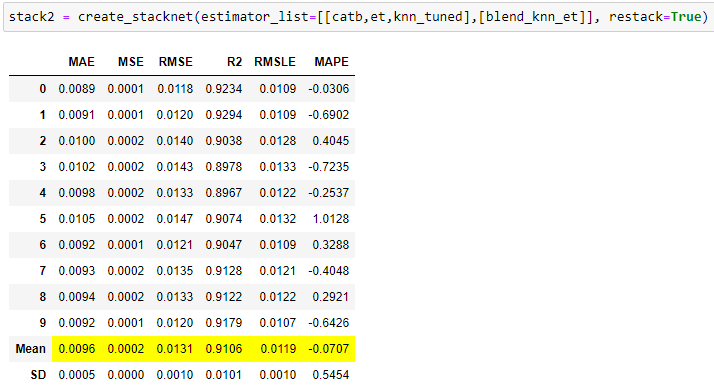 stack2 = create_stacknet(estimator_list=[[catb,et,knn_tuned],[blend_knn_et]], restack=True)
MAE MSE RMSE R2 RMSLE MAPE
0 0.0089 0.0001 0.0118 0.9234 0.0109 -0.0306
1 0.0091 0.0001 0.0120 0.9294 0.0109 -0.6902
2 0.0100 0.0002 0.0140 0.9038 0.0128 0.4045
3 0.0102 0.0002 0.0143 0.8978 0.0133 -0.7235
4 0.0098 0.0002 0.0133 0.8967 0.0122 -0.2537
5 0.0105 0.0002 0.0147 0.9074 0.0132 1.0128
6 0.0092 0.0001 0.0121 0.9047 0.0109 0.3288
7 0.0093 0.0002 0.0135 0.9128 0.0121 -0.4048
8 0.0094 0.0002 0.0133 0.9122 0.0122 0.2921
9 0.0092 0.0001 0.0120 0.9179 0.0107 -0.6426
Mean 0.0096 0.0002 0.0131 0.9106 0.0119 -0.0707
SD 0.0005 0.0000 0.0010 0.0101 0.0010 0.5454